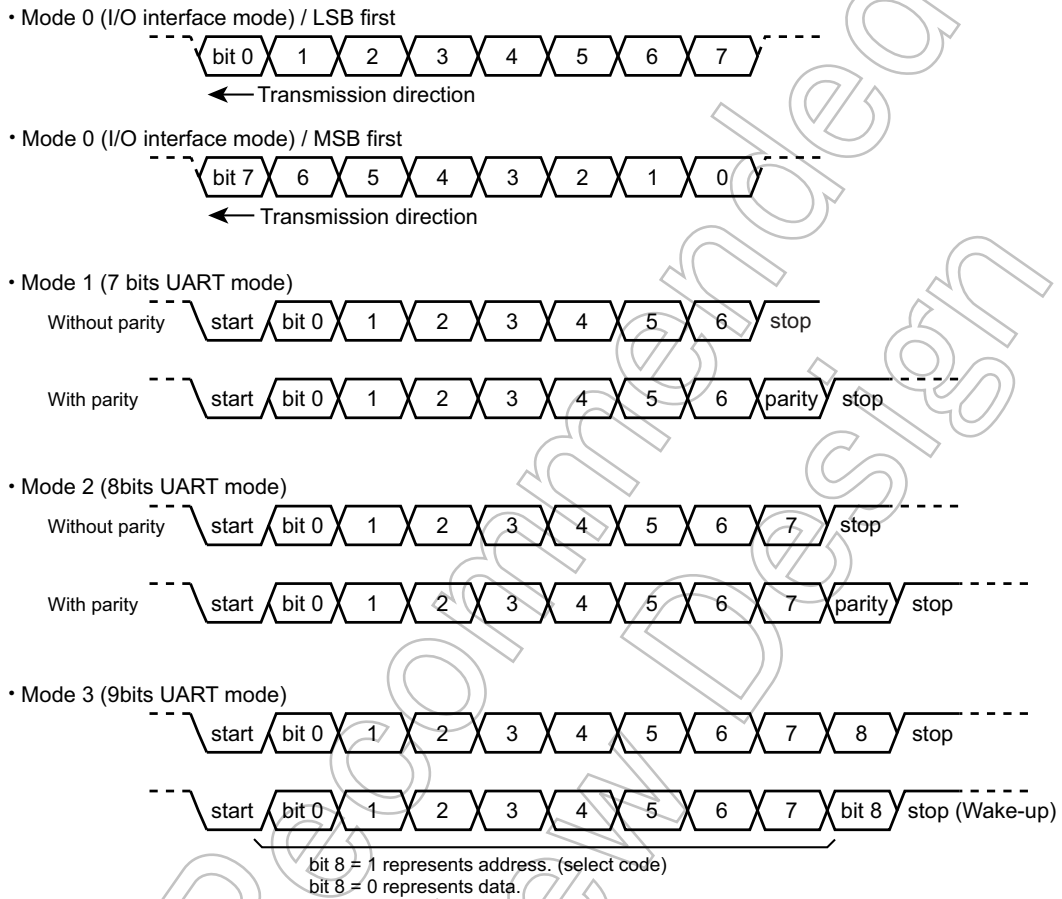 ・Mode 0 (I/O interface mode) / LSB first
bit 0 1 2 3 4 5 6 7
Transmission direction
・Mode 0 (I/O interface mode) / MSB first
bit 7 6 5 4 3 2 1 0
Transmission direction
・Mode 1 (7 bits UART mode)
Without parity start bit 0 1 2 3 4 5 6 stop
With parity start bit 0 1 2 3 4 5 6 parity stop
・Mode 2 (8bits UART mode)
Without parity start bit 0 1 2 3 4 5 6 7 stop
With parity start bit 0 1 2 3 4 5 6 7 parity stop
・Mode 3 (9bits UART mode)
start bit 0 1 2 3 4 5 6 7 8 stop
start bit 0 1 2 3 4 5 6 7 bit 8 stop (Wake-up)
bit 8 = 1 represents address. (select code)
bit 8 = 0 represents data.
Recommended
Design